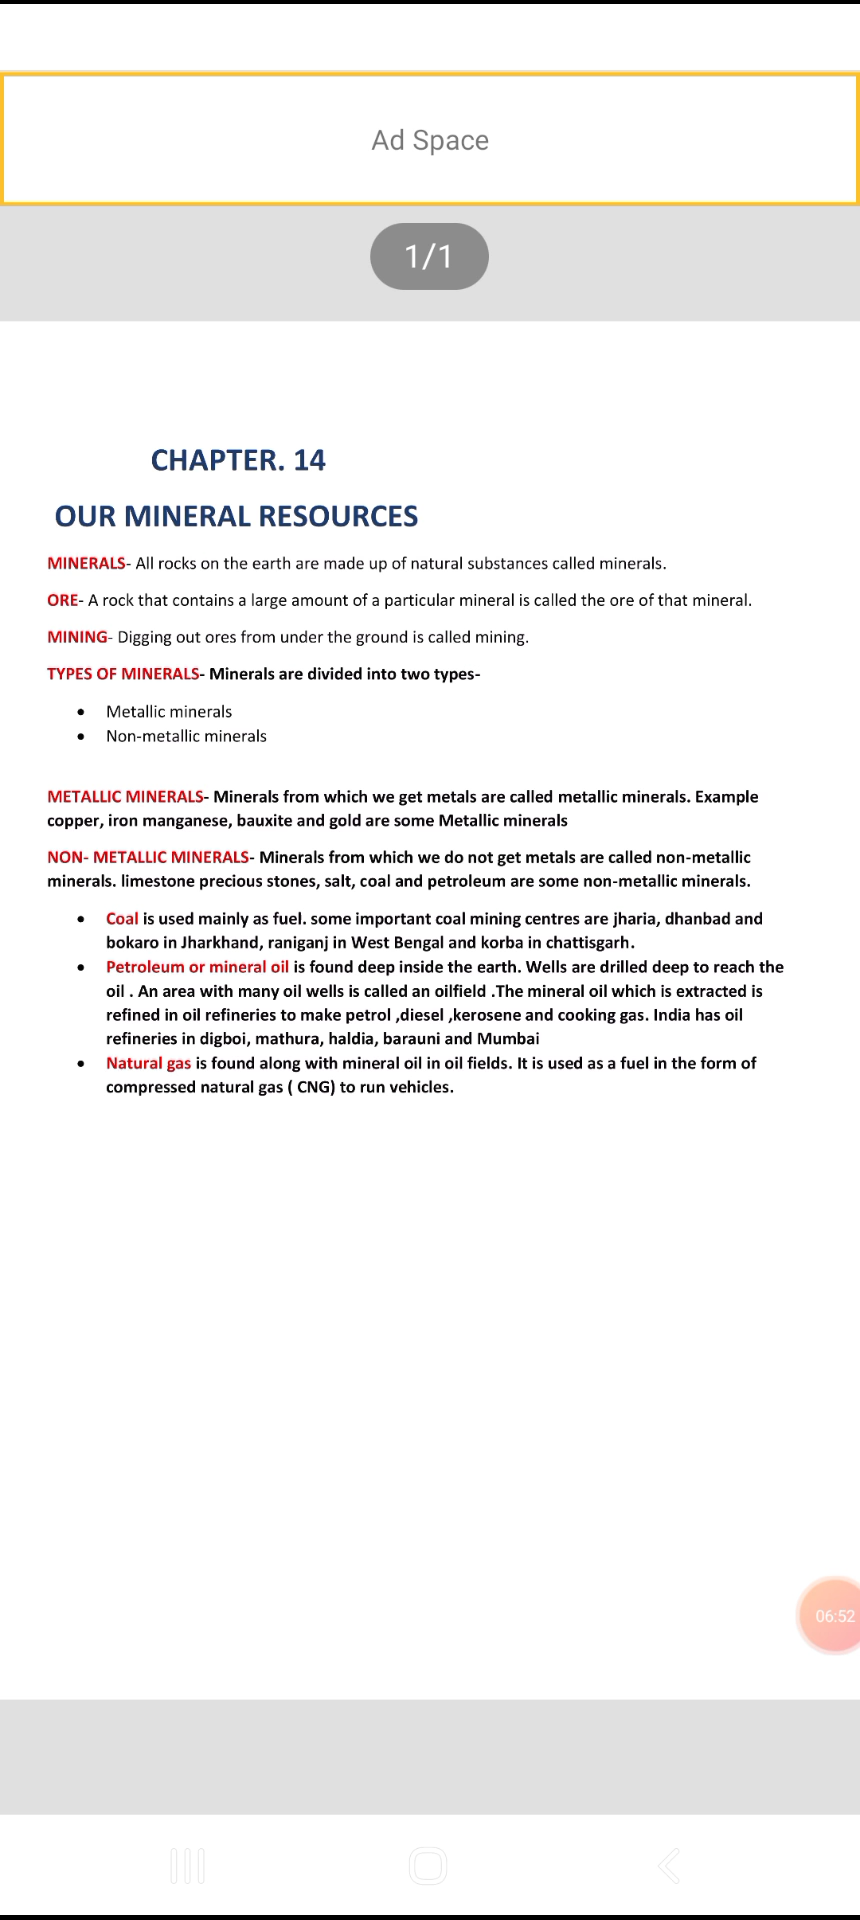 Ad Space
1/1
CHAPTER. 14
OUR MINERAL RESOURCES
MINERALS- All rocks on the earth are made up of natural substances called minerals.
ORE- A rock that contains a large amount of a particular mineral is called the ore of that mineral.
MINING- Digging out ores from under the ground is called mining.
TYPES OF MINERALS- Minerals are divided into two types-
• Metallic minerals
• Non-metallic minerals
METALLIC MINERALS- Minerals from which we get metals are called metallic minerals. Example
copper, iron manganese, bauxite and gold are some Metallic minerals
NON- METALLIC MINERALS- Minerals from which we do not get metals are called non-metallic
minerals. limestone precious stones, salt, coal and petroleum are some non-metallic minerals.
• Coal is used mainly as fuel. some important coal mining centres are jharia, dhanbad and
bokaro in Jharkhand, raniganj in West Bengal and korba in chattisgarh.
• Petroleum or mineral oil is found deep inside the earth. Wells are drilled deep to reach the
oil . An area with many oil wells is called an oilfield .The mineral oil which is extracted is
refined in oil refineries to make petrol ,diesel ,kerosene and cooking gas. India has oil
refineries in digboi, mathura, haldia, barauni and Mumbai
• Natural gas is found along with mineral oil in oil fields. It is used as a fuel in the form of
compressed natural gas ( CNG) to run vehicles.
06:52